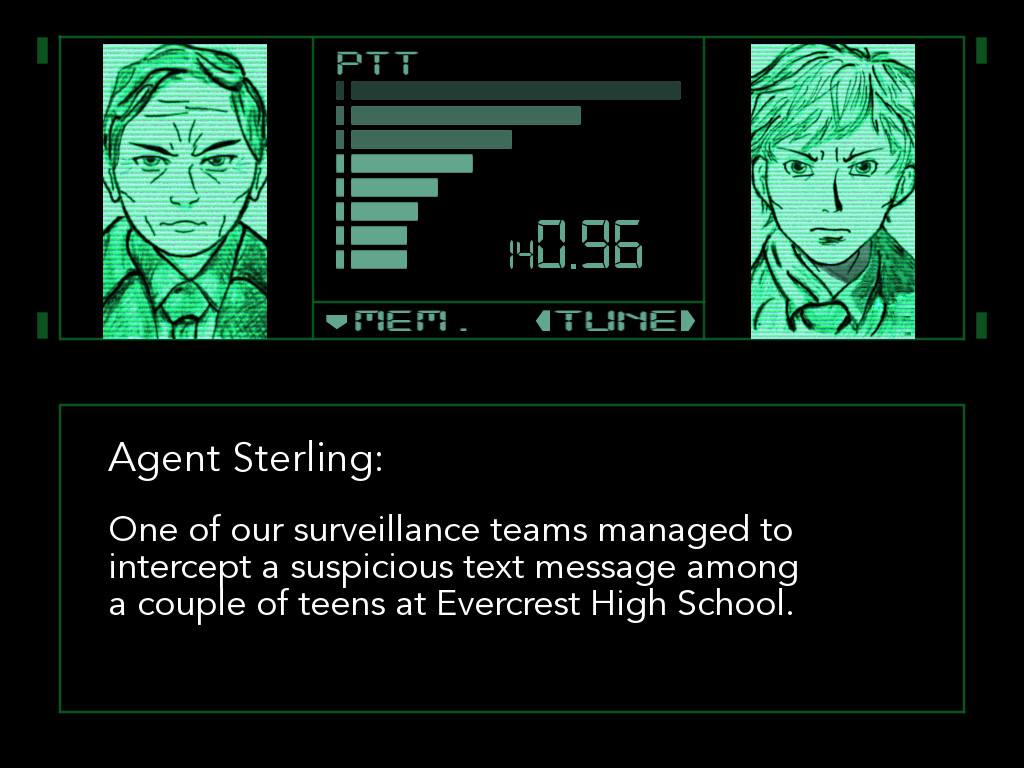 PTT
140.96
MEM.
TUNE
Agent Sterling:
One of our surveillance teams managed to
intercept a suspicious text message among
a couple of teens at Evercrest High School.